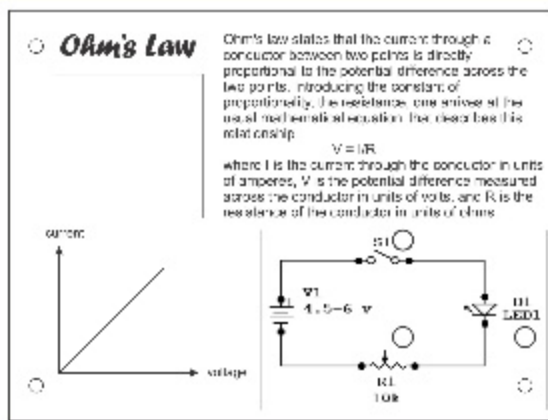 Ohm's Law
Ohm's law states that the current through a
conductor between two points is directly
proportional to the potential difference across the
two points. Introducing the constant of
proportionality, the resistance, one arrives at the
usual mathematical equation that describes this
relationship
V = I/R
where I is the current through the conductor in units
of amperes, V is the potential difference measured
across the conductor in units of volts, and R is the
resistance of the conductor in units of ohms
current
voltage
S1
V1
4.5-6 v
D1
LED1
R1
10k